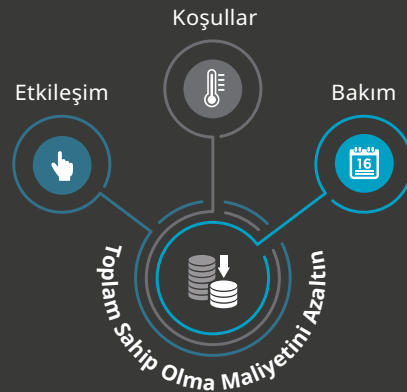 Koşullar
Etkileşim
Bakım
16
Toplam Sahip Olma Maliyetini Azaltın